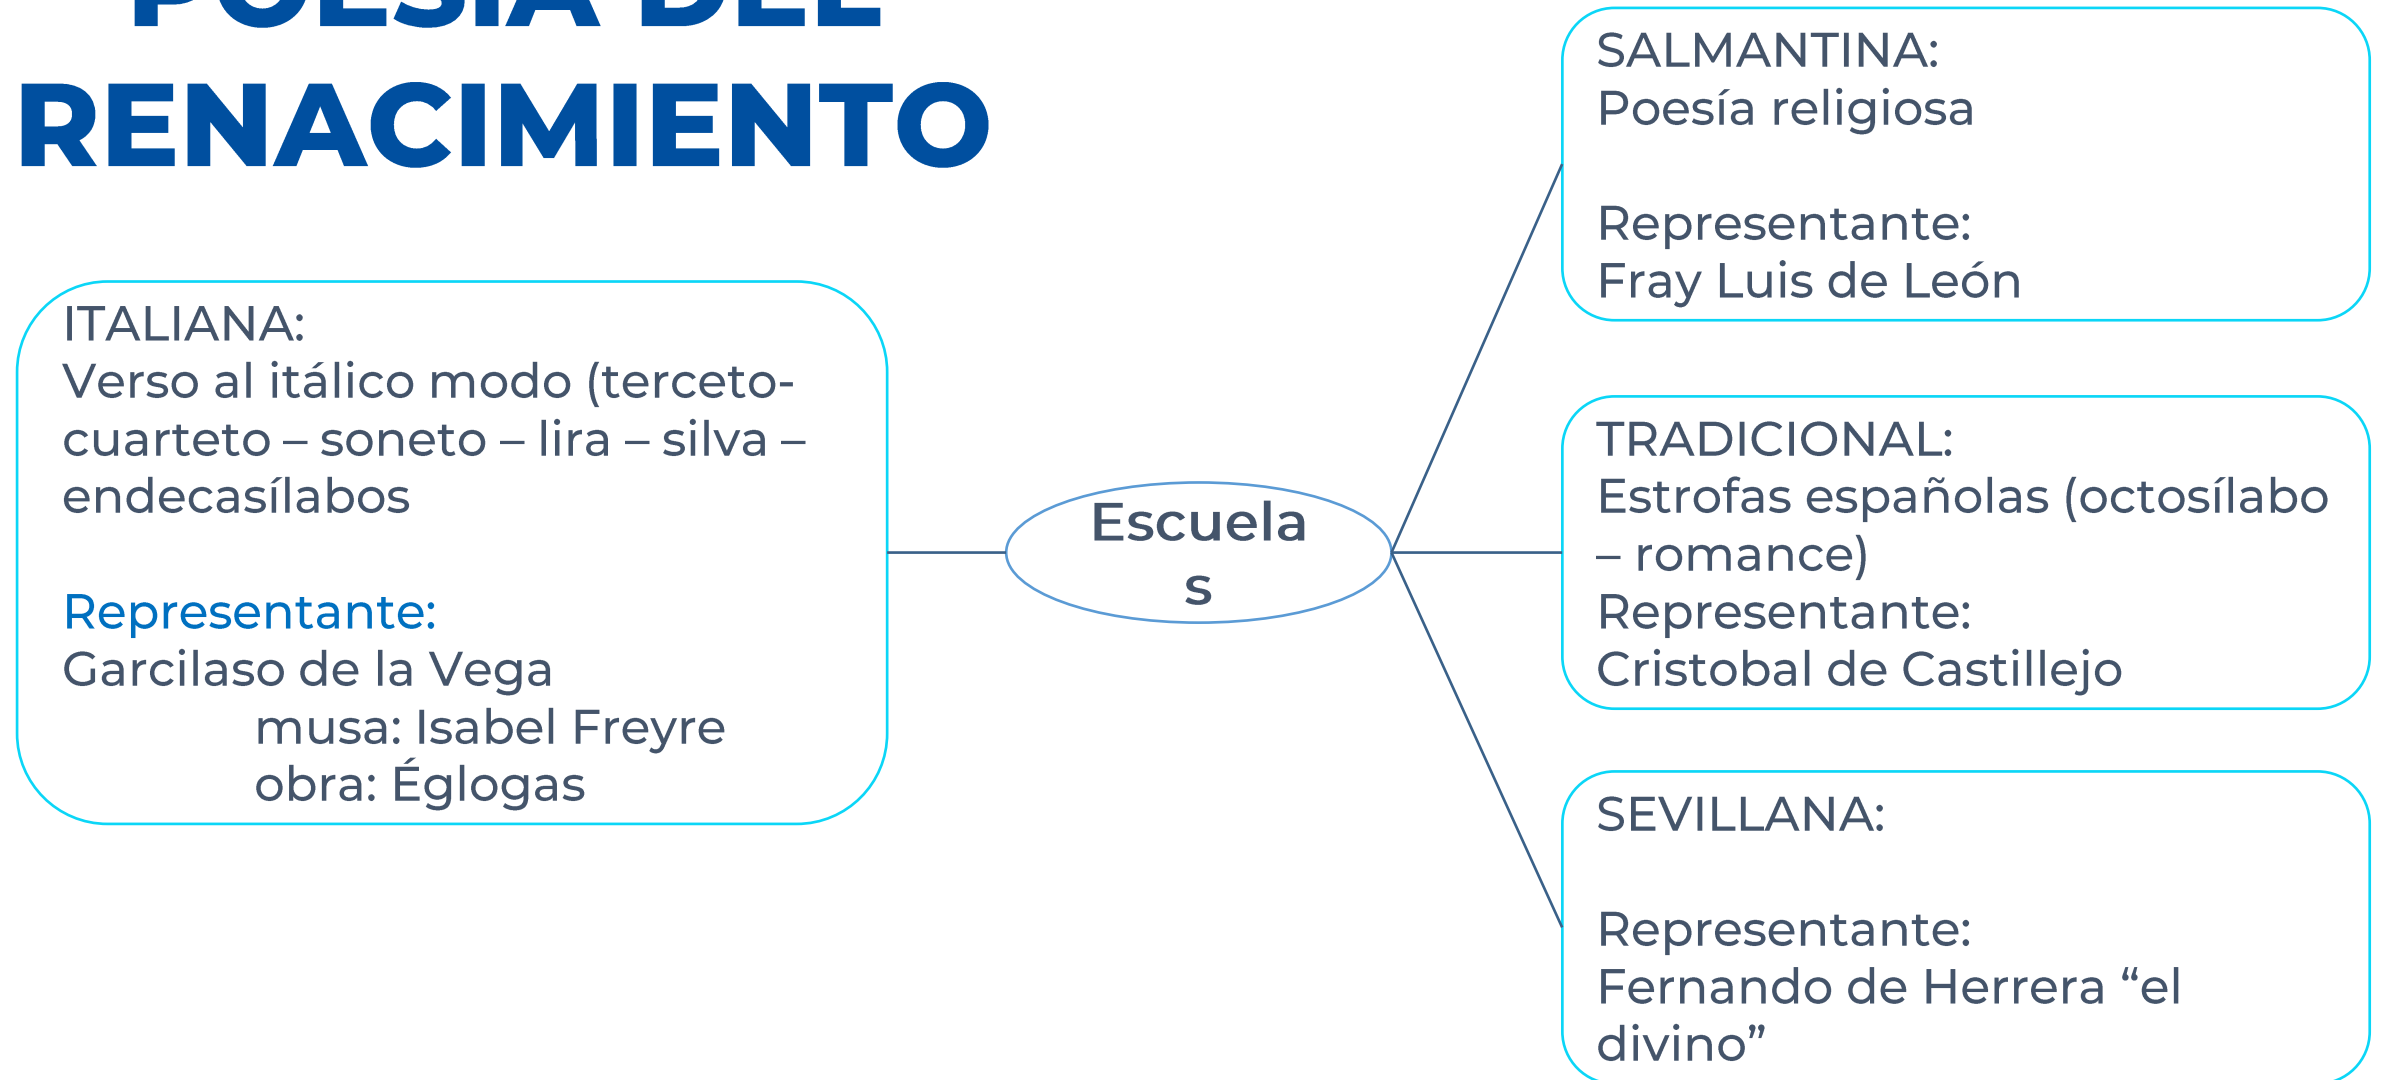 POESÍA DEL
RENACIMIENTO
ITALIANA:
Verso al itálico modo (terceto-
cuarteto – soneto – lira – silva –
endecasílabos
Representante:
Garcilaso de la Vega
musa: Isabel Freyre
obra: Églogas
Escuela
s
SALMANTINA:
Poesía religiosa
Representante:
Fray Luis de León
TRADICIONAL:
Estrofas españolas (octosílabo
– romance)
Representante:
Cristobal de Castillejo
SEVILLANA:
Representante:
Fernando de Herrera “el
divino”